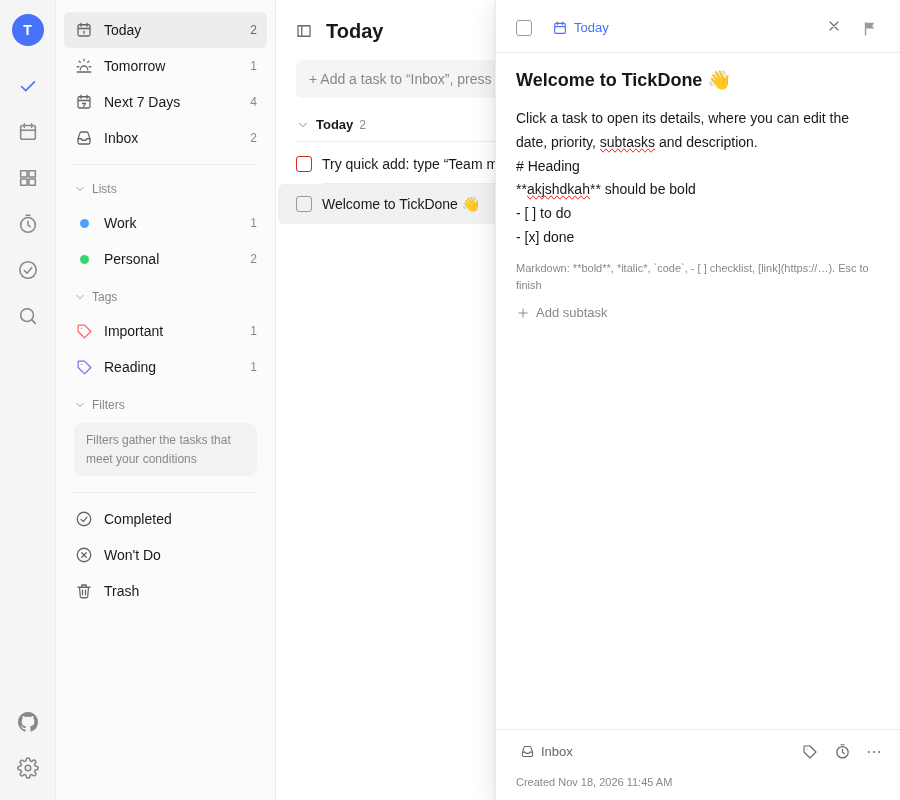 T
Today 2
Tomorrow 1
Next 7 Days 4
Inbox 2
Lists
Work 1
Personal 2
Tags
Important 1
Reading 1
Filters
Filters gather the tasks that
meet your conditions
Completed
Won't Do
Trash
Today
+ Add a task to “Inbox”, press
Today 2
Try quick add: type “Team m
Welcome to TickDone 👋
Today
Welcome to TickDone 👋
Click a task to open its details, where you can edit the
date, priority, subtasks and description.
# Heading
**akjshdkah** should be bold
- [ ] to do
- [x] done
Markdown: **bold**, *italic*, `code`, - [ ] checklist, [link](https://…). Esc to
finish
Add subtask
Inbox
Created Nov 18, 2026 11:45 AM